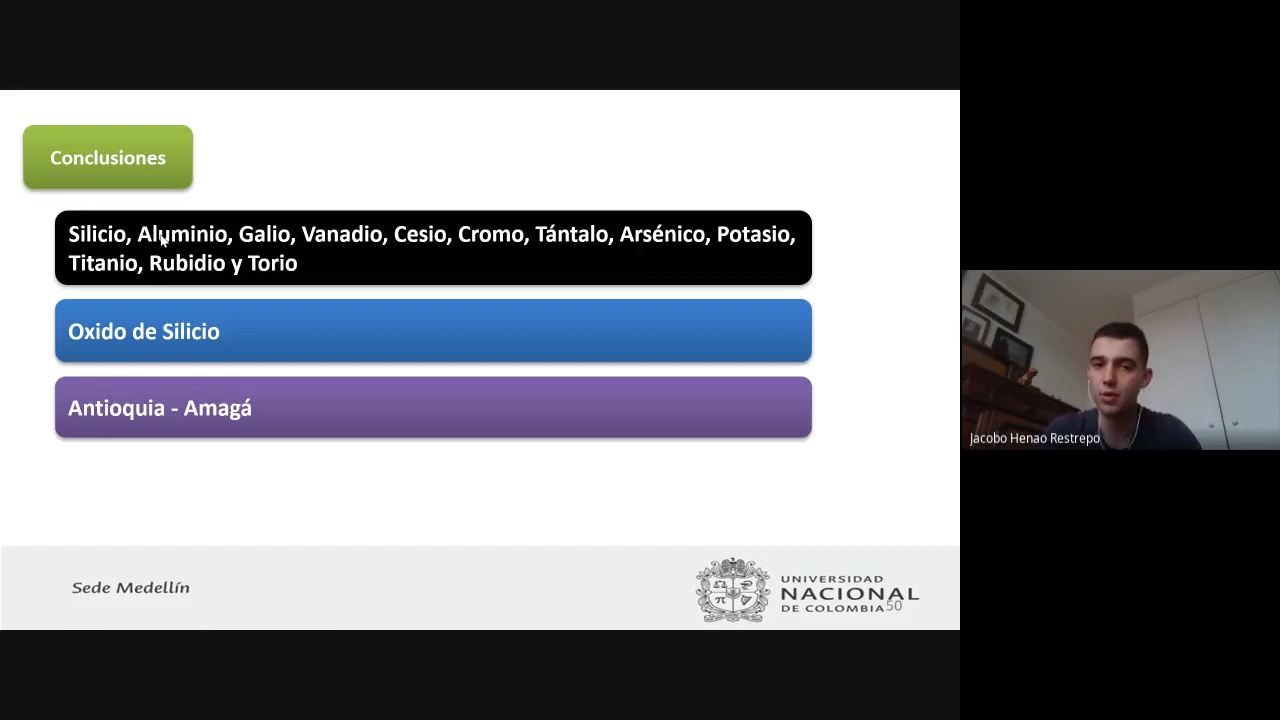 Conclusiones
Silicio, Aluminio, Galio, Vanadio, Cesio, Cromo, Tántalo, Arsénico, Potasio,
Titanio, Rubidio y Torio
Oxido de Silicio
Antioquia - Amagá
Jacobo Henao Restrepo
Sede Medellín
UNIVERSIDAD
NACIONAL
DE COLOMBIA
50